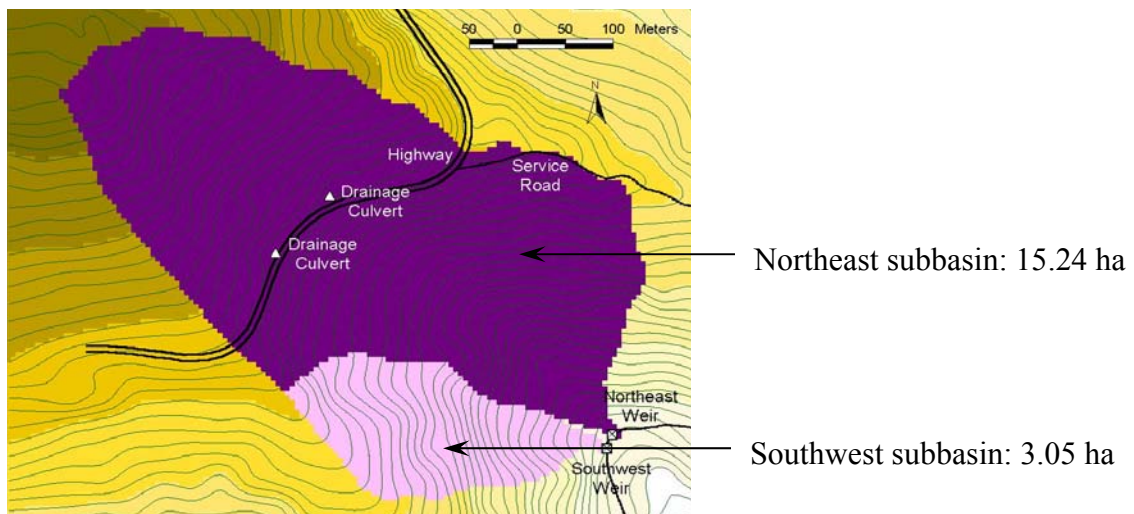 50 0 50 100 Meters
N
Highway
Service
Road
Drainage
Culvert
Drainage
Culvert
Northeast subbasin: 15.24 ha
Northeast
Weir
Southwest subbasin: 3.05 ha
Southwest
Weir